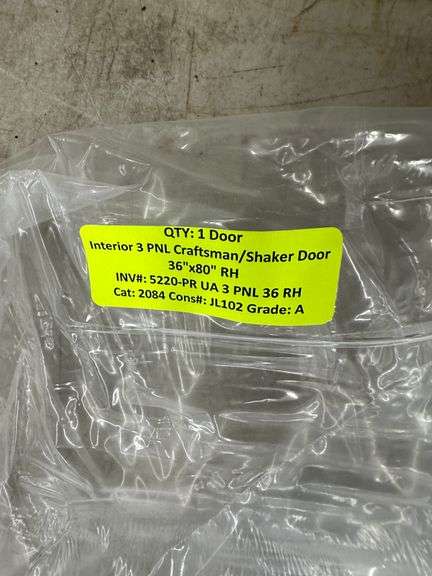 QTY: 1 Door
Interior 3 PNL Craftsman/Shaker Door
36"x80" RH
INV#: 5220-PR UA 3 PNL 36 RH
Cat: 2084 Cons#: JL102 Grade: A